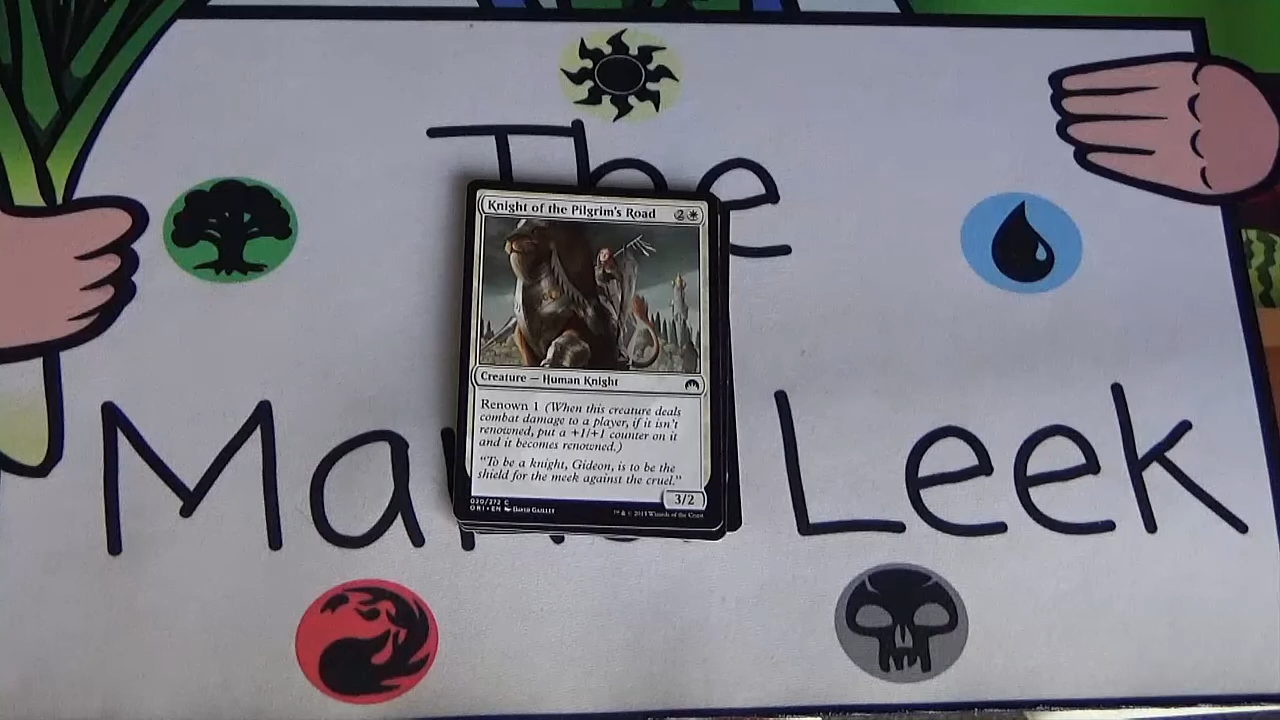 The
Knight of the Pilgrim's Road 2
Creature — Human Knight
Renown 1 (When this creature deals
combat damage to a player, if it isn't
renowned, put a +1/+1 counter on it
and it becomes renowned.)
"To be a knight, Gideon, is to be the
shield for the meek against the cruel."
3/2
020/272 C
ORI • EN DAVID GAILLET
™ & © 2015 Wizards of the Coast
Ma
Leek